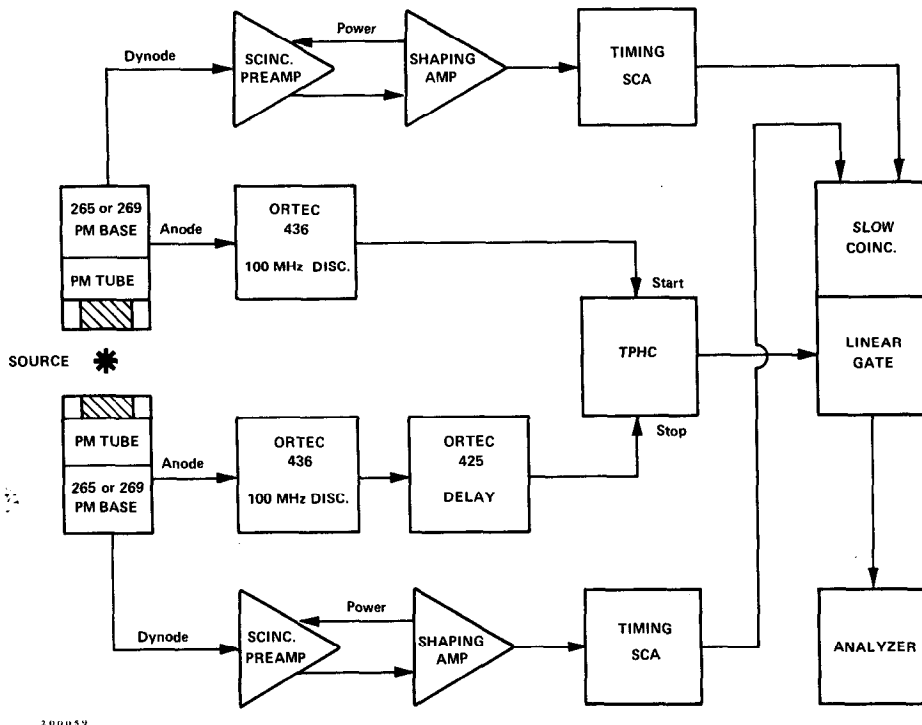 Dynode
SCINC.
PREAMP
Power
SHAPING
AMP
TIMING
SCA
265 or 269
PM BASE
PM TUBE
Anode
ORTEC
436
100 MHz DISC.
Start
SLOW
COINC.
SOURCE
TPHC
LINEAR
GATE
PM TUBE
265 or 269
PM BASE
Anode
ORTEC
436
100 MHz DISC.
ORTEC
425
DELAY
Stop
Dynode
SCINC.
PREAMP
Power
SHAPING
AMP
TIMING
SCA
ANALYZER